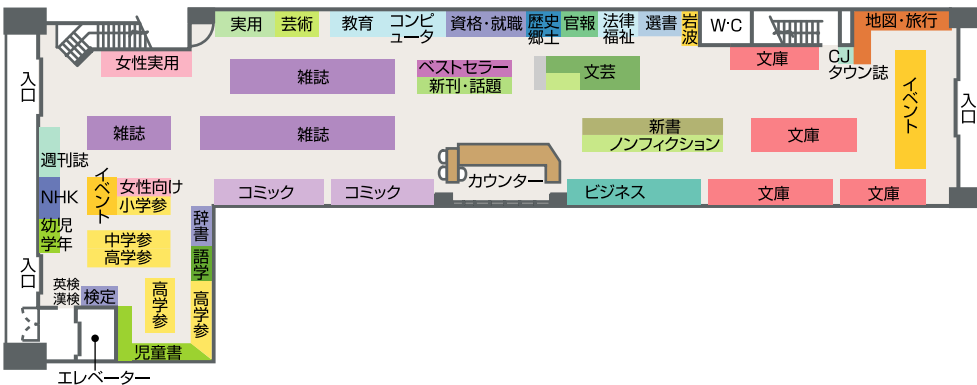 実用
芸術
教育
コンピ
ュータ
資格・就職
歴史
郷土
官報
法律
福祉
選書
岩
波
W・C
地図・旅行
入口
女性実用
雑誌
ベストセラー
新刊・話題
文芸
文庫
CJ
タウン誌
イベント
入口
雑誌
雑誌
新書
ノンフィクション
文庫
週刊誌
NHK
幼児
学年
イベント
女性向け
小学参
コミック
コミック
カウンター
ビジネス
文庫
文庫
辞書
中学参
高学参
語学
入口
英検
漢検
検定
高学参
高学参
児童書
エレベーター